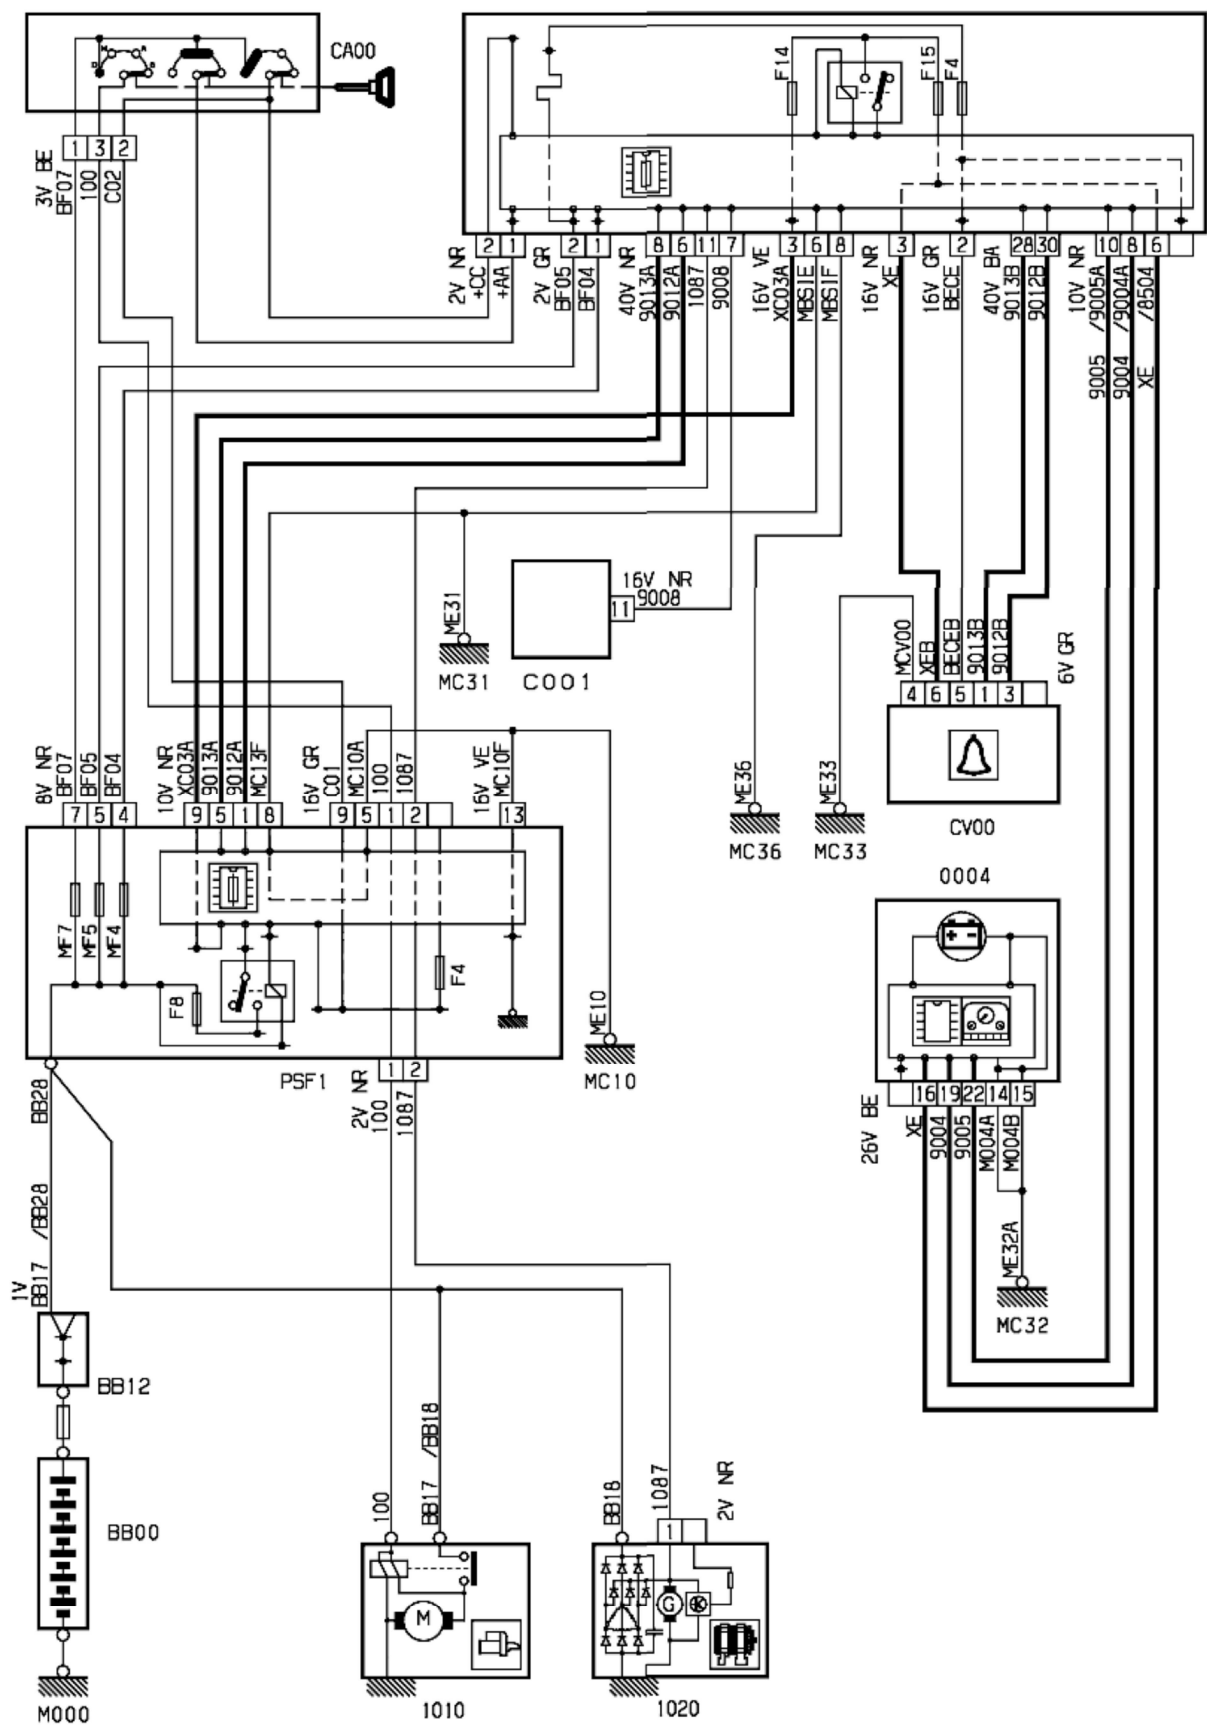 CA00
F14
F15
F4
1 3 2
3V BE
BF07
100
C02
2 1
2V NR
+CC
+AA
2 1
2V GR
BF05
BF04
8 6 11 7
40V NR
9013A
9012A
1087
9008
3 6 8
16V VE
XC03A
MBS1E
MBS1F
3
16V NR
XE
2
16V GR
BECE
28 30
40V BA
9013B
9012B
10 8 6
10V NR
/9005A
/9004A
/8504
9005
9004
XE
16V NR
11 9008
C001
ME31
MC31
ME36
MC36
ME33
MC33
MCV00
XEB
BECEB
9013B
9012B
6V GR
4 6 5 1 3
CV00
8V NR
BF07
BF05
BF04
7 5 4
10V NR
XC03A
9013A
9012A
MC13F
9 5 1 8
16V GR
C01
MC10A
100
1087
9 5 1 2
16V VE
MC10F
13
MF7
MF5
MF4
F8
F4
PSF1
ME10
MC10
1 2
2V NR
100
1087
0004
+ -
16 19 22 14 15
26V BE
XE
9004
9005
M004A
M004B
ME32A
MC32
BB28
/BB28
1V
BB17
BB12
BB00
M000
100
BB17
/BB18
M
1010
BB18
1087
1
2V NR
G
K
1020